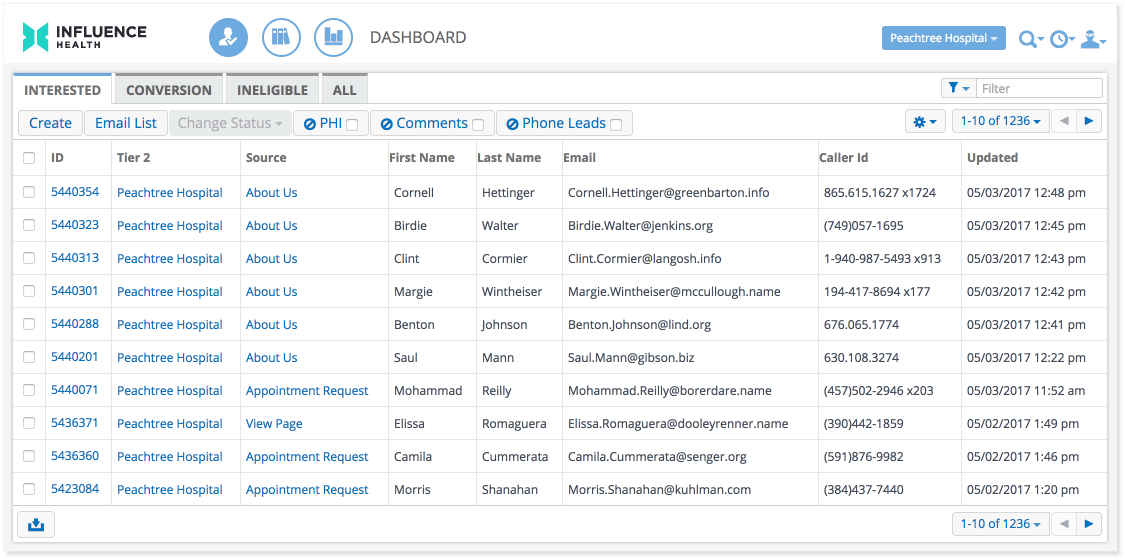 INFLUENCE
HEALTH
DASHBOARD
Peachtree Hospital
INTERESTED CONVERSION INELIGIBLE ALL
Filter
Create Email List Change Status PHI Comments Phone Leads 1-10 of 1236
ID Tier 2 Source First Name Last Name Email Caller Id Updated
5440354 Peachtree Hospital About Us Cornell Hettinger Cornell.Hettinger@greenbarton.info 865.615.1627 x1724 05/03/2017 12:48 pm
5440323 Peachtree Hospital About Us Birdie Walter Birdie.Walter@jenkins.org (749)057-1695 05/03/2017 12:45 pm
5440313 Peachtree Hospital About Us Clint Cormier Clint.Cormier@langosh.info 1-940-987-5493 x913 05/03/2017 12:43 pm
5440301 Peachtree Hospital About Us Margie Wintheiser Margie.Wintheiser@mccullough.name 194-417-8694 x177 05/03/2017 12:42 pm
5440288 Peachtree Hospital About Us Benton Johnson Benton.Johnson@lind.org 676.065.1774 05/03/2017 12:41 pm
5440201 Peachtree Hospital About Us Saul Mann Saul.Mann@gibson.biz 630.108.3274 05/03/2017 12:22 pm
5440071 Peachtree Hospital Appointment Request Mohammad Reilly Mohammad.Reilly@borerdare.name (457)502-2946 x203 05/03/2017 11:52 am
5436371 Peachtree Hospital View Page Elissa Romaguera Elissa.Romaguera@dooleyrenner.name (390)442-1859 05/02/2017 1:49 pm
5436360 Peachtree Hospital Appointment Request Camila Cummerata Camila.Cummerata@senger.org (591)876-9982 05/02/2017 1:46 pm
5423084 Peachtree Hospital Appointment Request Morris Shanahan Morris.Shanahan@kuhlman.com (384)437-7440 05/02/2017 1:20 pm
1-10 of 1236